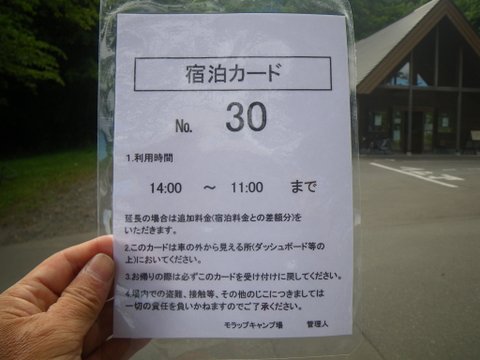 宿泊カード
No. 30
1.利用時間
14:00 ～ 11:00 まで
延長の場合は追加料金(宿泊料金との差額分)を
いただきます。
2.このカードは車の外から見える所(ダッシュボード等の
上)においてください。
3.お帰りの際は必ずこのカードを受け付けに戻してください。
4.場内での盗難、接触等、その他のじこにつきましては
一切の責任を負いかねますのでご了承ください。
モラップキャンプ場 管理人